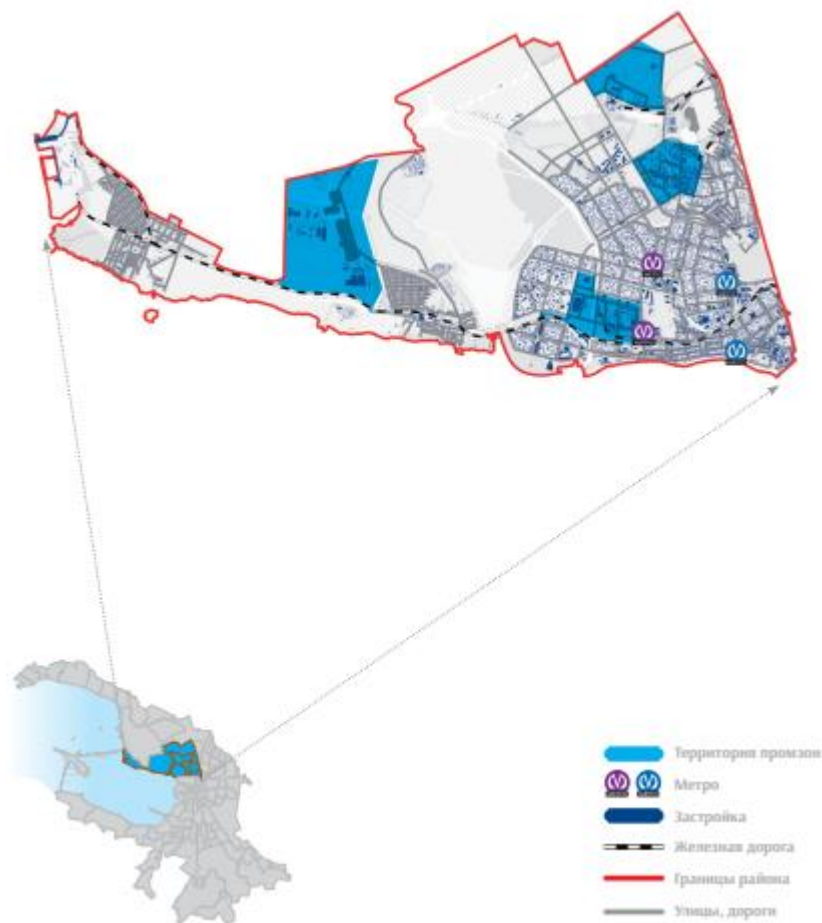 Территория промзон
Метро
Застройка
Железная дорога
Границы района
Улицы, дороги